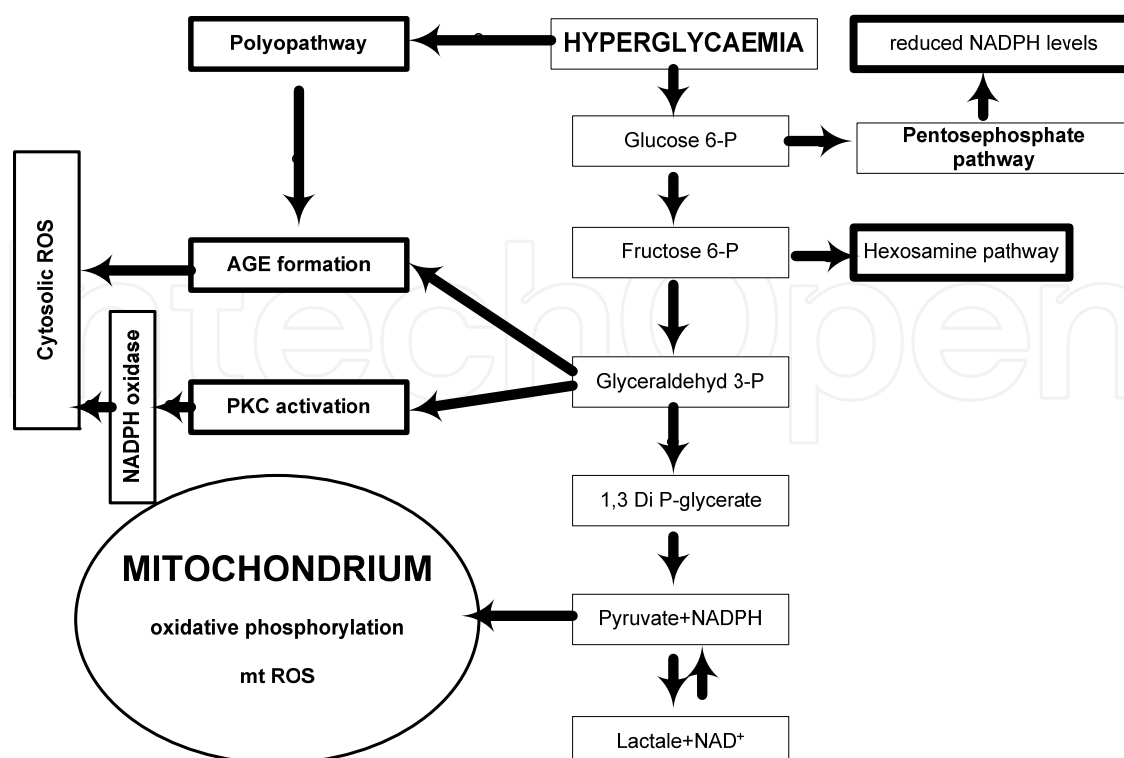 Polyopathway
HYPERGLYCAEMIA
reduced NADPH levels
Glucose 6-P
Pentosephosphate
pathway
Cytosolic ROS
AGE formation
Fructose 6-P
Hexosamine pathway
IntechOpen
NADPH oxidase
PKC activation
Glyceraldehyd 3-P
1,3 Di P-glycerate
MITOCHONDRIUM
oxidative phosphorylation
mt ROS
Pyruvate+NADPH
Lactale+NAD⁺